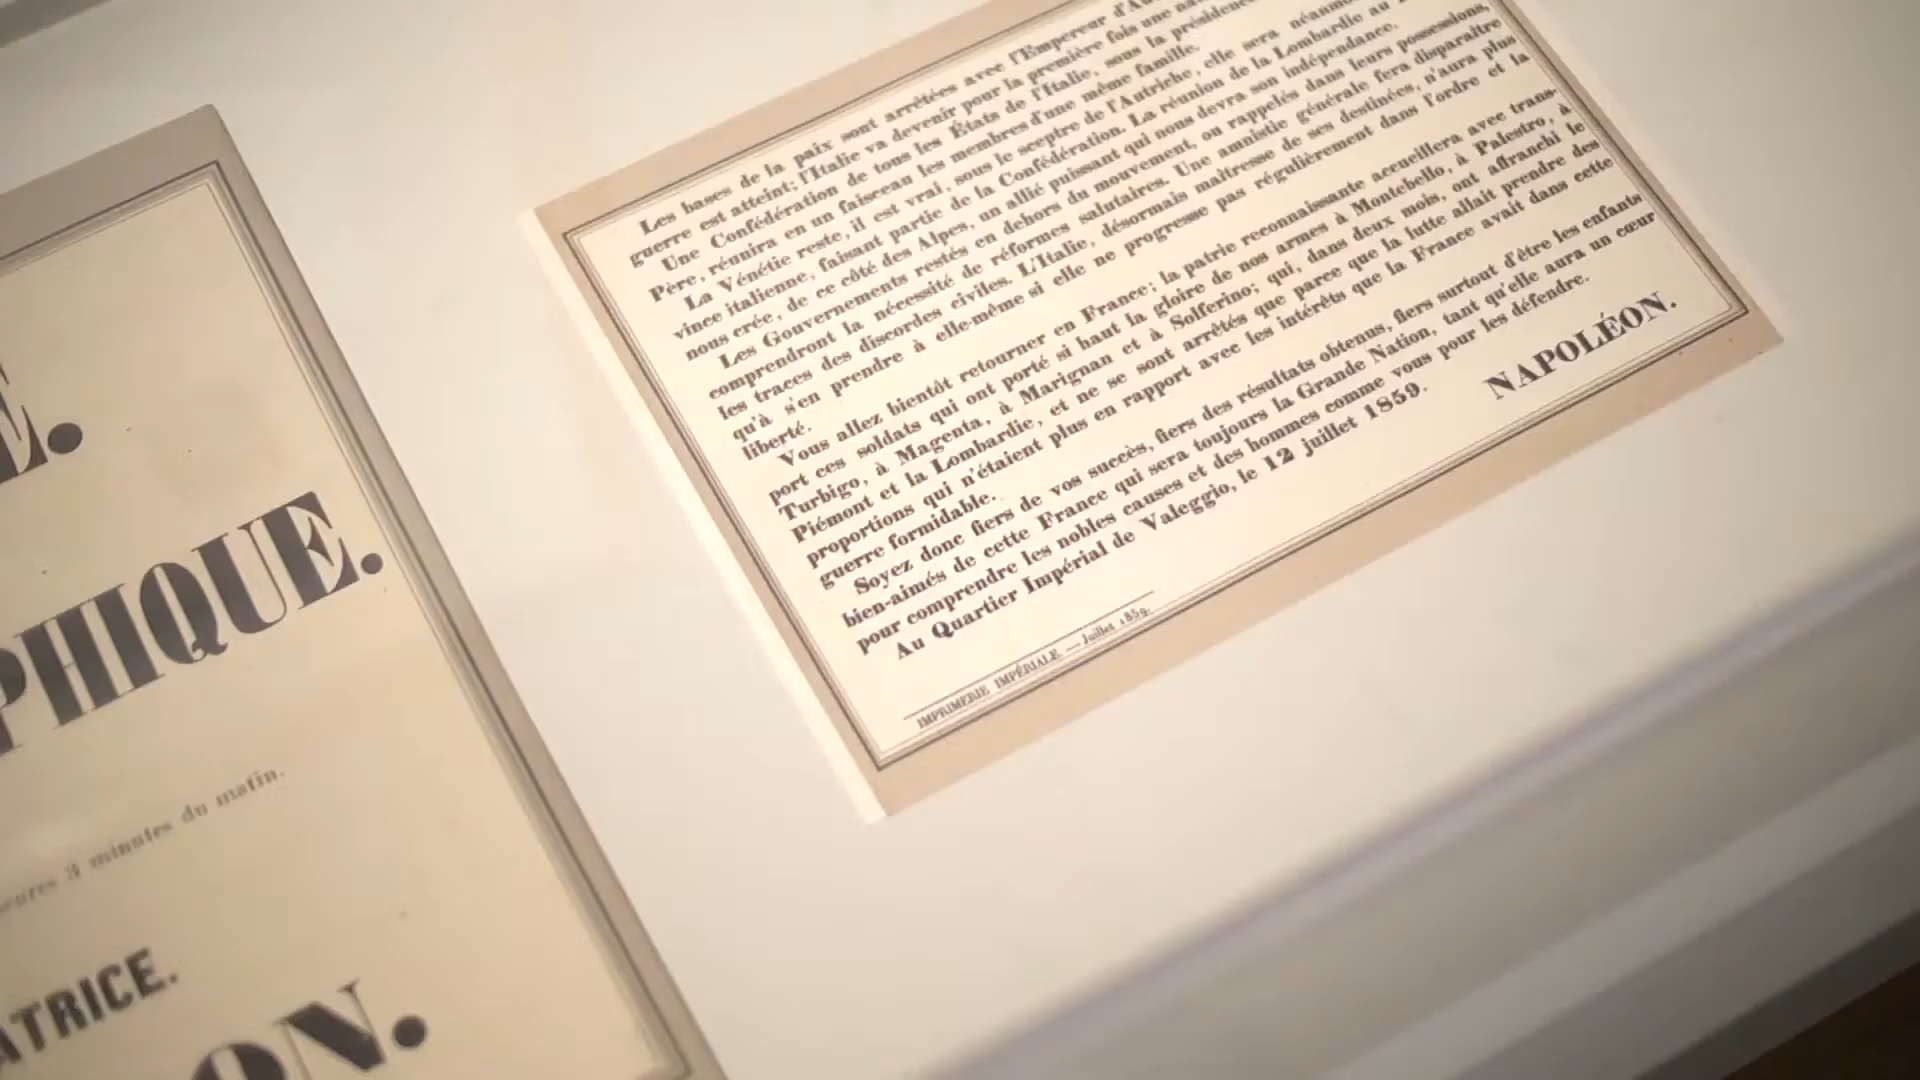 E.
PHIQUE.
heures 3 minutes du matin.
ATRICE.
ON.
Les bases de la paix sont arrêtées avec l'Empereur d'Au
guerre est atteint; l'Italie va devenir pour la première fois une na
Une Confédération de tous les États de l'Italie, sous la présidence
Père, réunira en un faisceau les membres d'une même famille.
La Vénétie reste, il est vrai, sous le sceptre de l'Autriche, elle sera néanmo
vince italienne, faisant partie de la Confédération. La réunion de la Lombardie au
nous crée, de ce côté des Alpes, un allié puissant qui nous devra son indépendance.
Les Gouvernements restés en dehors du mouvement, ou rappelés dans leurs possessions,
comprendront la nécessité de réformes salutaires. Une amnistie générale fera disparaître
les traces des discordes civiles. L'Italie, désormais maîtresse de ses destinées, n'aura plus
qu'à s'en prendre à elle-même si elle ne progresse pas régulièrement dans l'ordre et la
liberté.
Vous allez bientôt retourner en France; la patrie reconnaissante accueillera avec trans-
port ces soldats qui ont porté si haut la gloire de nos armes à Montebello, à Palestro, à
Turbigo, à Magenta, à Marignan et à Solferino; qui, dans deux mois, ont affranchi le
Piémont et la Lombardie, et ne se sont arrêtés que parce que la lutte allait prendre des
proportions qui n'étaient plus en rapport avec les intérêts que la France avait dans cette
guerre formidable.
Soyez donc fiers de vos succès, fiers des résultats obtenus, fiers surtout d'être les enfants
bien-aimés de cette France qui sera toujours la Grande Nation, tant qu'elle aura un cœur
pour comprendre les nobles causes et des hommes comme vous pour les défendre.
Au Quartier Impérial de Valeggio, le 12 juillet 1859.
NAPOLÉON.
IMPRIMERIE IMPÉRIALE. — Juillet 1859.